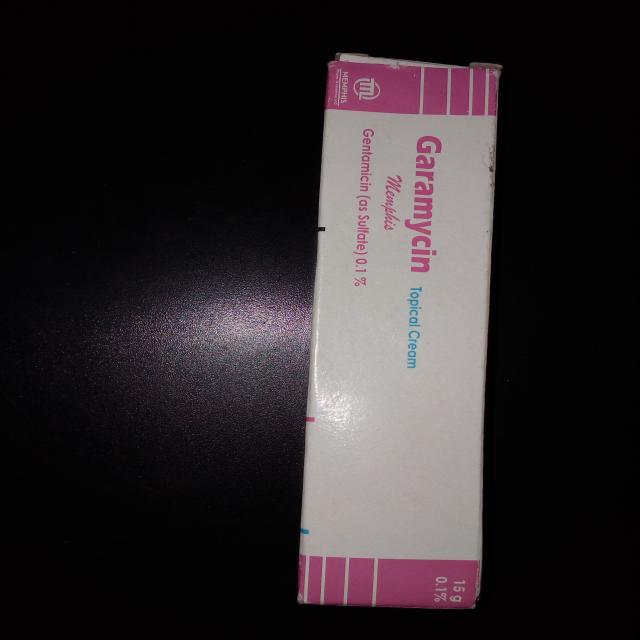 MEMPHIS
Garamycin Topical Cream
Memphis
Gentamicin (as Sulfate) 0.1 %
15 g
0.1%